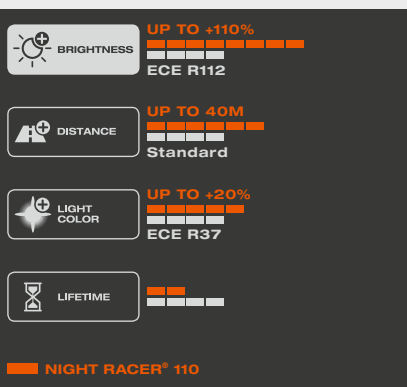 UP TO +110%
BRIGHTNESS
ECE R112
UP TO 40M
DISTANCE
Standard
UP TO +20%
LIGHT
COLOR
ECE R37
LIFETIME
NIGHT RACER® 110